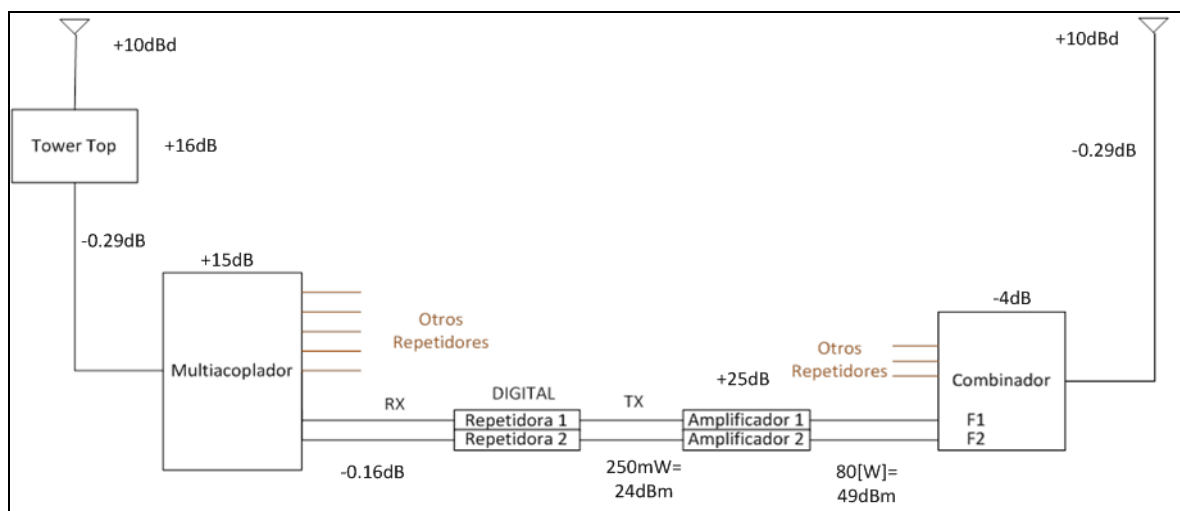 +10dBd
+10dBd
Tower Top
+16dB
-0.29dB
-0.29dB
+15dB
-4dB
Otros
Repetidores
Multiacoplador
Otros
Repetidores
Combinador
+25dB
RX
DIGITAL
TX
Repetidora 1
Repetidora 2
Amplificador 1
Amplificador 2
F1
F2
-0.16dB
250mW=
24dBm
80[W]=
49dBm